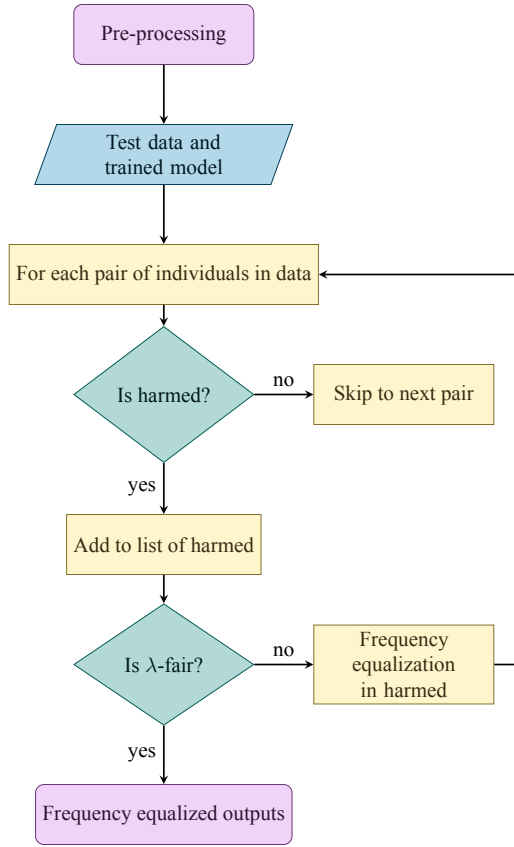 Pre-processing
Test data and
trained model
For each pair of individuals in data
Is harmed?
no
Skip to next pair
yes
Add to list of harmed
Is λ-fair?
no
Frequency
equalization
in harmed
yes
Frequency equalized outputs